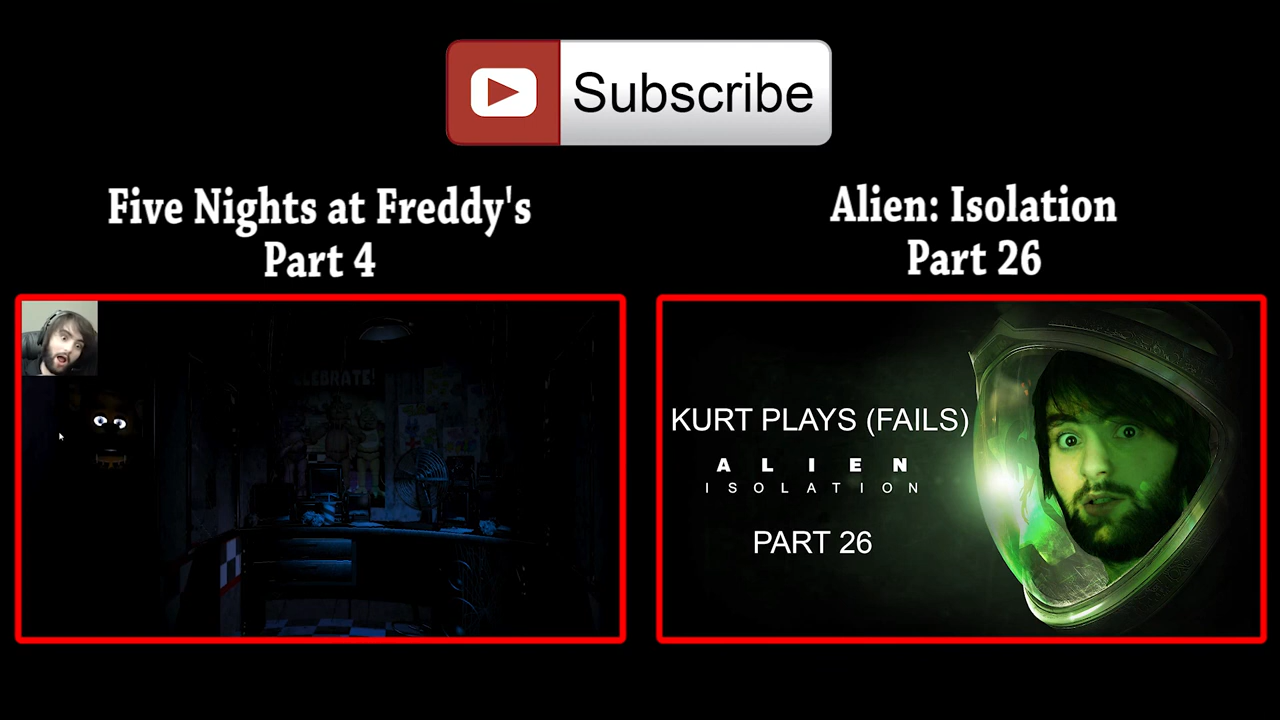 Subscribe
Five Nights at Freddy's
Part 4
Alien: Isolation
Part 26
CELEBRATE!
KURT PLAYS (FAILS)
ALIEN
ISOLATION
PART 26